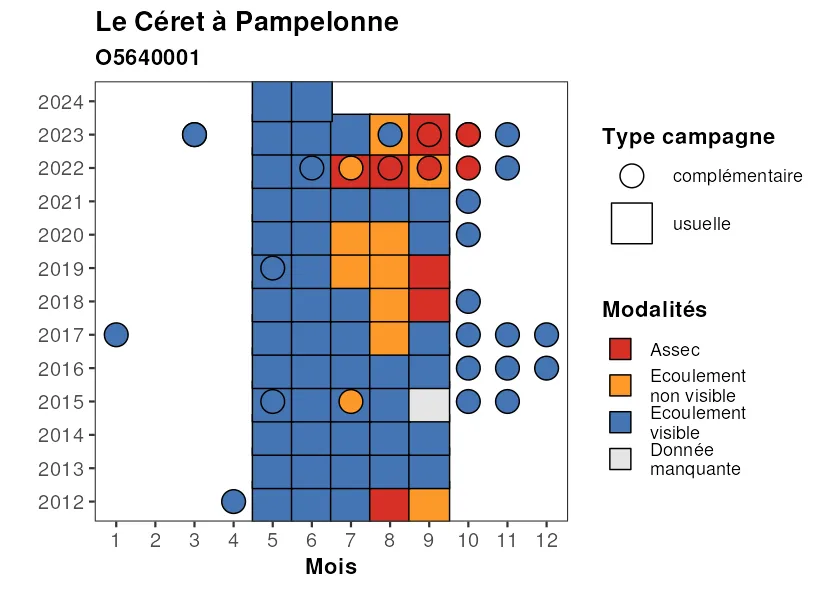 Le Céret à Pampelonne
O5640001
2024
2023
2022
2021
2020
2019
2018
2017
2016
2015
2014
2013
2012
1 2 3 4 5 6 7 8 9 10 11 12
Mois
Type campagne
complémentaire
usuelle
Modalités
Assec
Ecoulement
non visible
Ecoulement
visible
Donnée
manquante